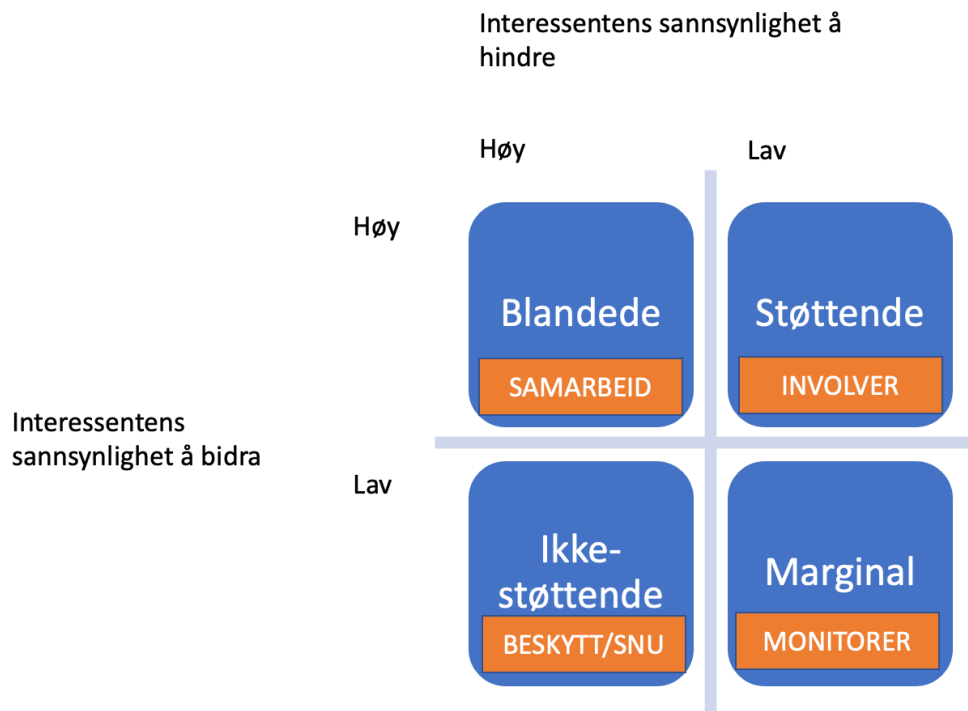 Interessentens sannsynlighet å
hindre
Høy
Lav
Høy
Blandede
Støttende
SAMARBEID
INVOLVER
Interessentens
sannsynlighet å bidra
Lav
Ikke-
støttende
Marginal
BESKYTT/SNU
MONITORER